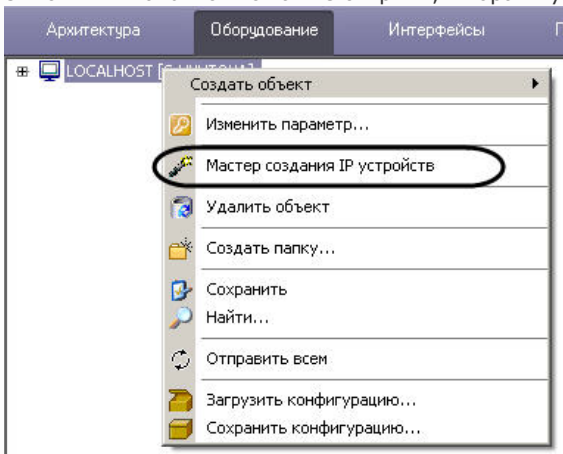 Архитектура Оборудование Интерфейсы
LOCALHOST
Создать объект
Изменить параметр...
Мастер создания IP устройств
Удалить объект
Создать папку...
Сохранить
Найти...
Отправить всем
Загрузить конфигурацию...
Сохранить конфигурацию...